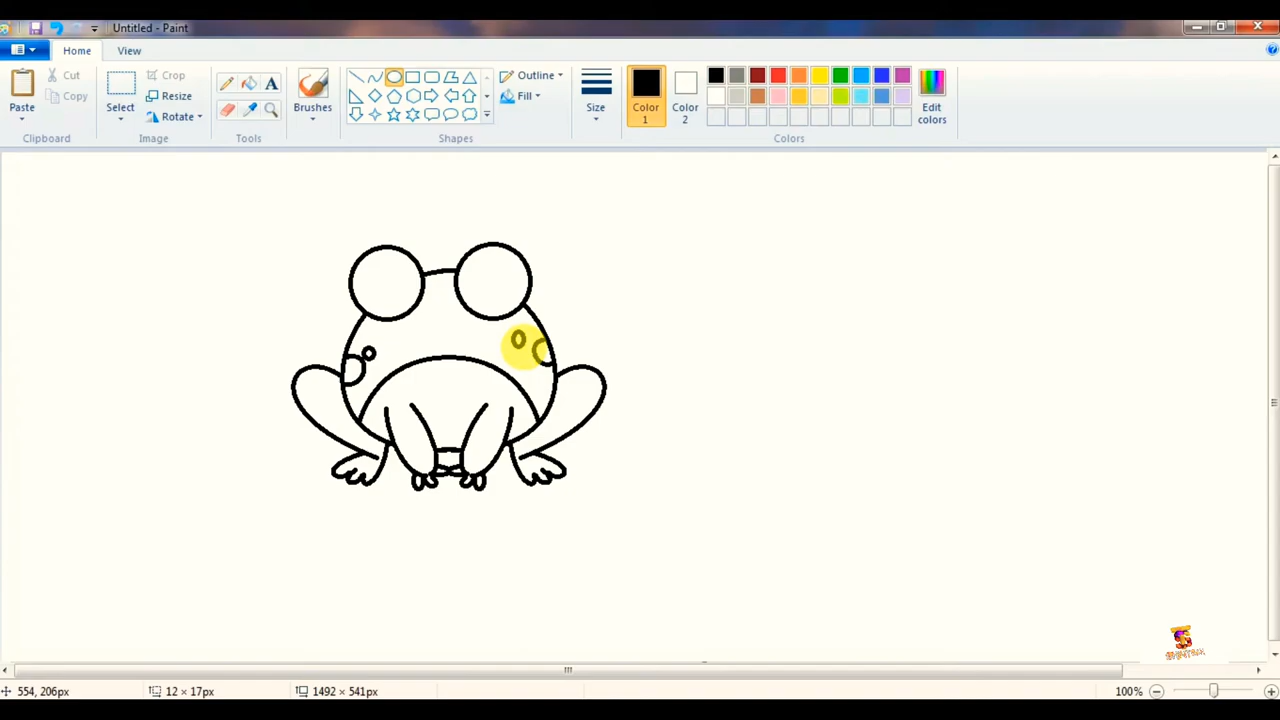 Untitled - Paint
Home View
Cut
Copy
Paste
Clipboard
Select
Crop
Resize
Rotate
Image
Tools
Brushes
Outline
Fill
Shapes
Size
Color 1
Color 2
Edit colors
Colors
554, 206px
12 × 17px
1492 × 541px
100%